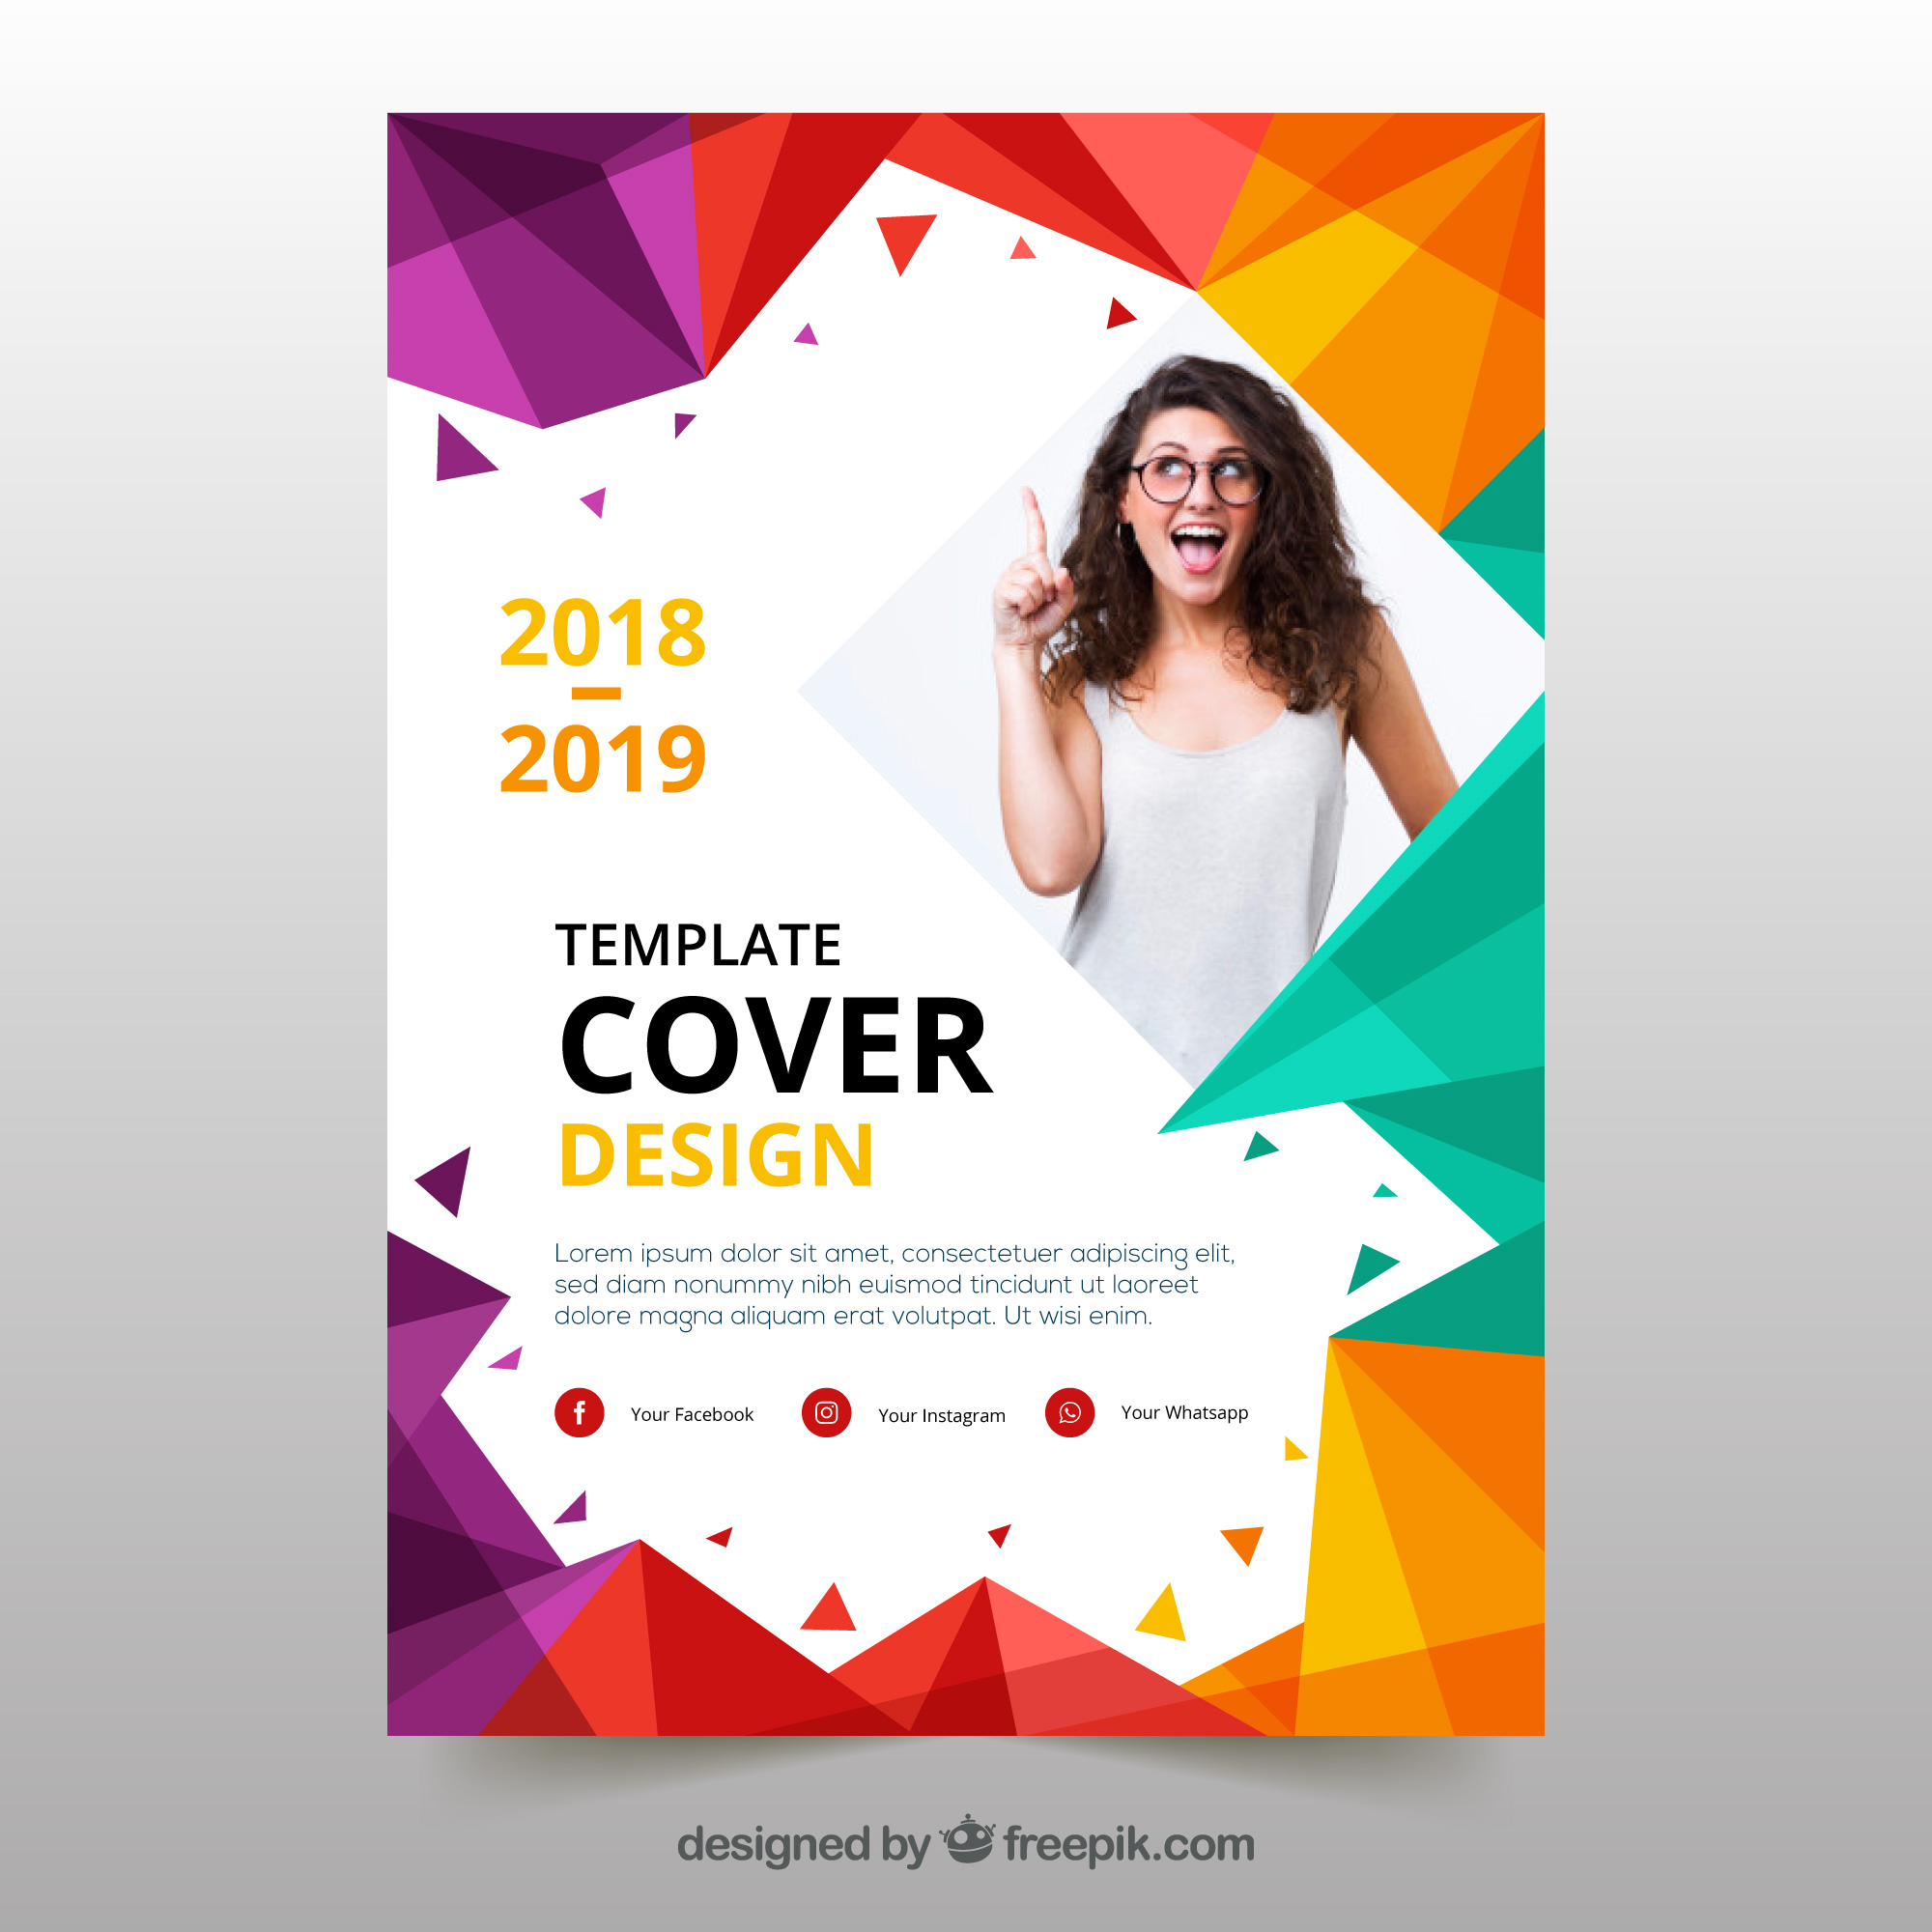 2018
–
2019
TEMPLATE
COVER
DESIGN
Lorem ipsum dolor sit amet, consectetuer adipiscing elit,
sed diam nonummy nibh euismod tincidunt ut laoreet
dolore magna aliquam erat volutpat. Ut wisi enim.
Your Facebook Your Instagram Your Whatsapp
designed by freepik.com